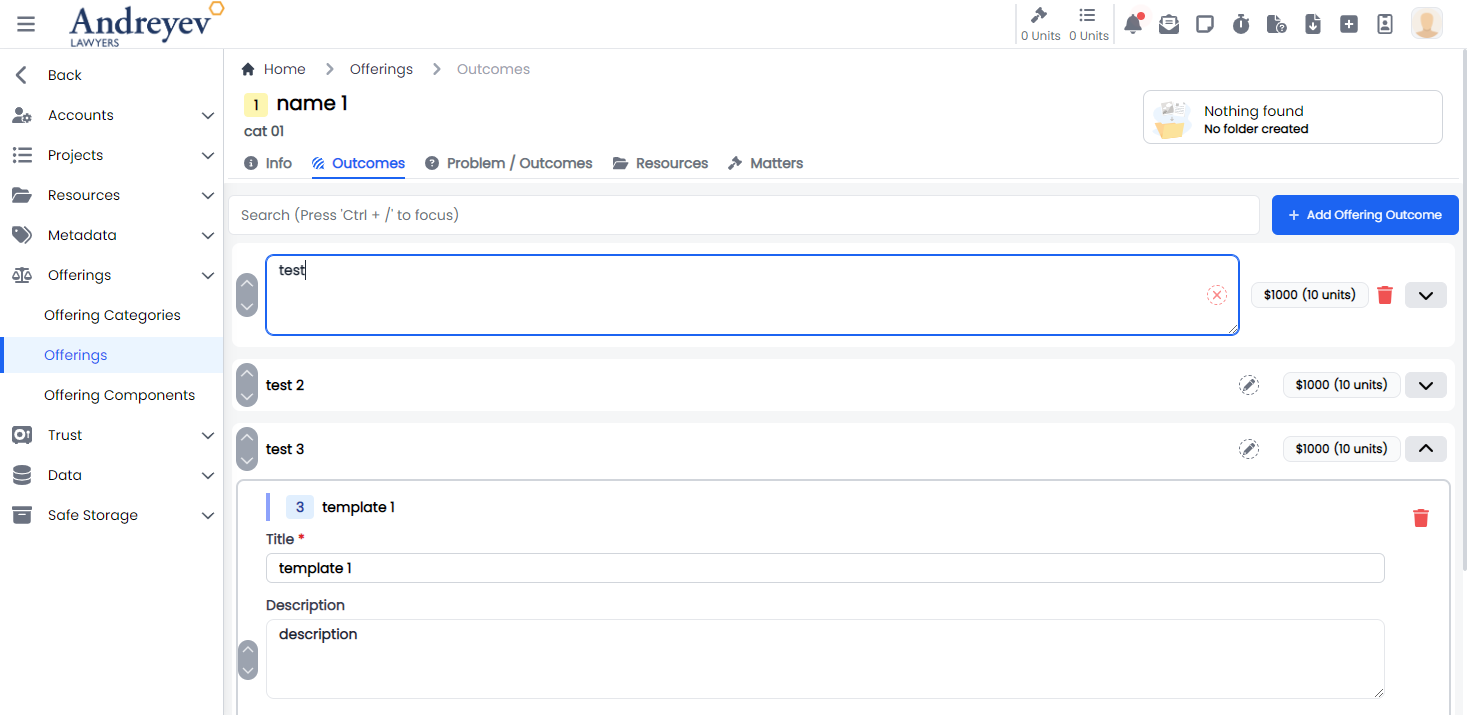 Andreyev
LAWYERS
0 Units
0 Units
Back
Accounts
Projects
Resources
Metadata
Offerings
Offering Categories
Offerings
Offering Components
Trust
Data
Safe Storage
Home
Offerings
Outcomes
1 name 1
cat 01
Nothing found
No folder created
Info
Outcomes
Problem / Outcomes
Resources
Matters
Search (Press 'Ctrl + /' to focus)
+ Add Offering Outcome
test
$1000 (10 units)
test 2
$1000 (10 units)
test 3
$1000 (10 units)
3 template 1
Title *
template 1
Description
description